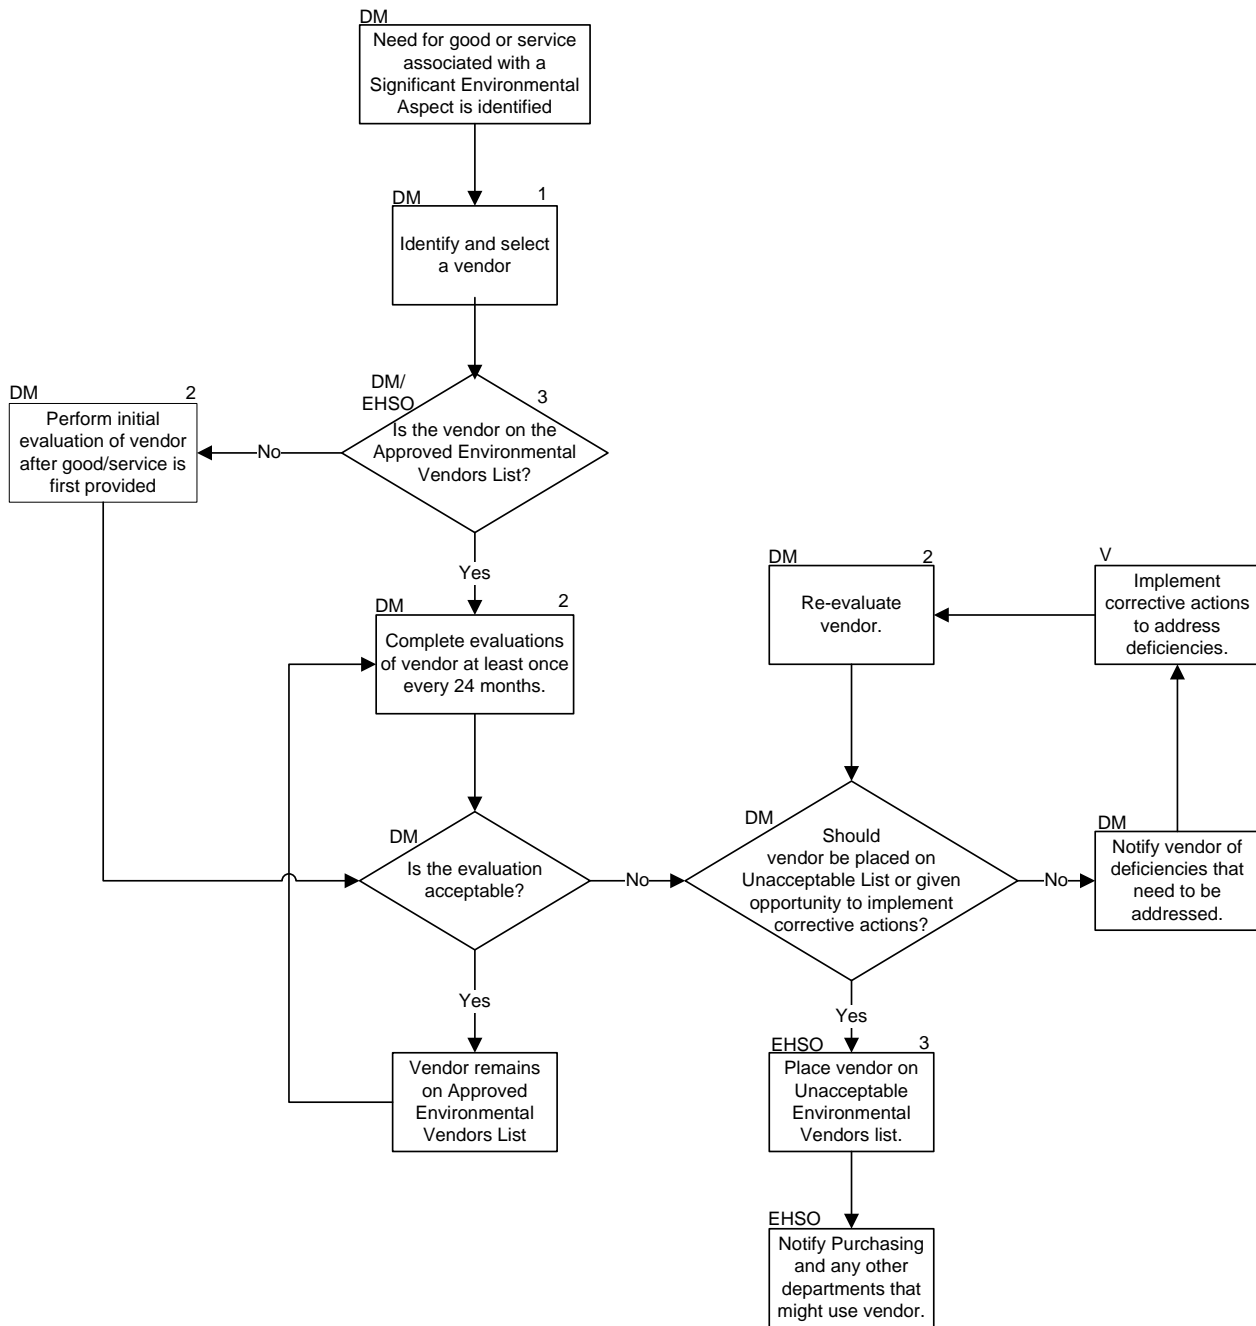 DM
Need for good or service
associated with a
Significant Environmental
Aspect is identified
DM
1
Identify and select
a vendor
DM/
EHSO
3
Is the vendor on the
Approved Environmental
Vendors List?
No
DM
2
Perform initial
evaluation of vendor
after good/service is
first provided
Yes
DM
2
Complete evaluations
of vendor at least once
every 24 months.
DM
Is the evaluation
acceptable?
Yes
Vendor remains
on Approved
Environmental
Vendors List
No
DM
2
Re-evaluate
vendor.
V
Implement
corrective actions
to address
deficiencies.
DM
Should
vendor be placed on
Unacceptable List or given
opportunity to implement
corrective actions?
No
DM
Notify vendor of
deficiencies that
need to be
addressed.
Yes
EHSO
3
Place vendor on
Unacceptable
Environmental
Vendors list.
EHSO
Notify Purchasing
and any other
departments that
might use vendor.